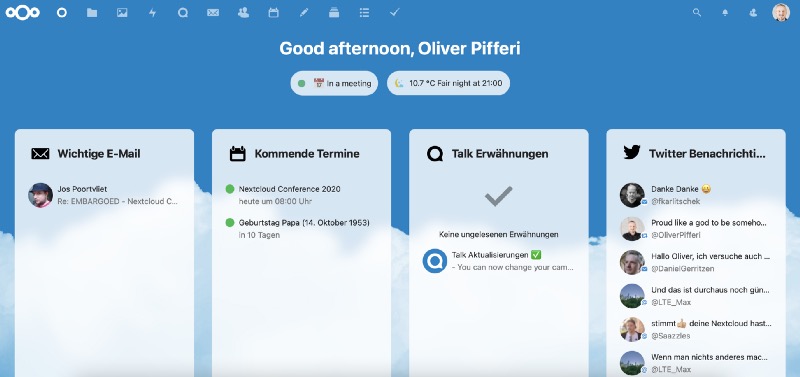 Good afternoon, Oliver Pifferi
In a meeting
10.7 °C Fair night at 21:00
Wichtige E-Mail
Jos Poortvliet
Re: EMBARGOED - Nextcloud C...
Kommende Termine
Nextcloud Conference 2020
heute um 08:00 Uhr
Geburtstag Papa (14. Oktober 1953)
in 10 Tagen
Talk Erwähnungen
Keine ungelesenen Erwähnungen
Talk Aktualisierungen ✅
- You can now change your cam...
Twitter Benachrichti...
Danke Danke 😀
@fkarlitschek
Proud like a god to be someho...
@OliverPifferi
Hallo Oliver, ich versuche auch ...
@DanielGerritzen
Und das ist durchaus noch gün...
@LTE_Max
stimmt👍🏼 deine Nextcloud hast...
@Saazzles
Wenn man nichts anderes mac...
@LTE_Max